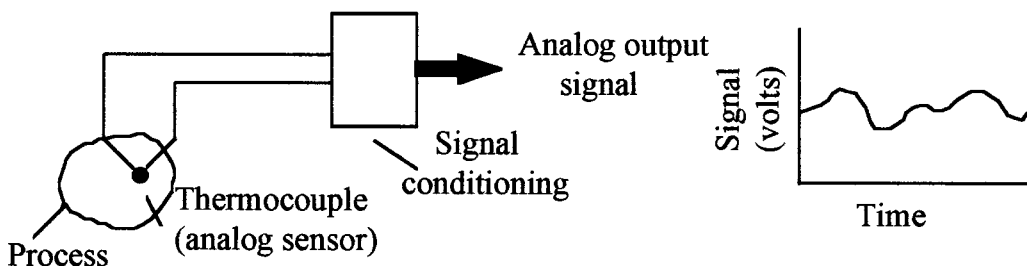 Analog output
signal
Signal
conditioning
Thermocouple
(analog sensor)
Process
Signal
(volts)
Time